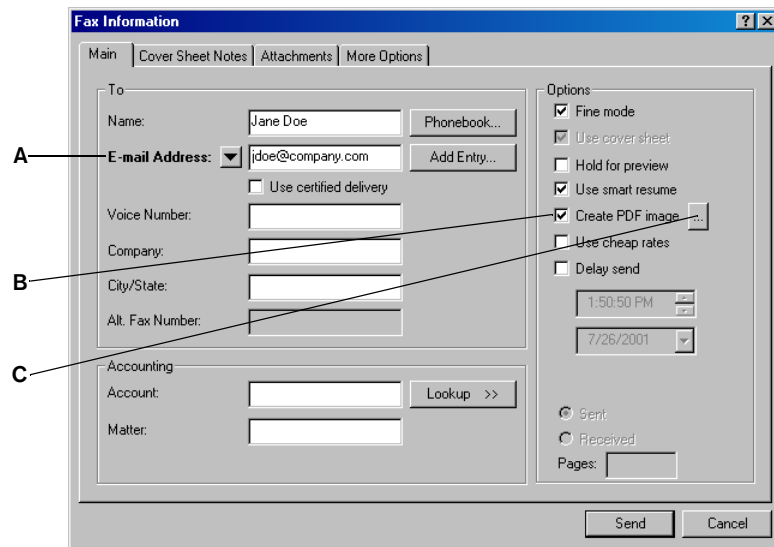 Fax Information
Main Cover Sheet Notes Attachments More Options
To
Name: Jane Doe Phonebook...
A
E-mail Address: jdoe@company.com Add Entry...
Use certified delivery
Voice Number:
Company:
B
City/State:
Alt. Fax Number:
C
Accounting
Account: Lookup >>
Matter:
Options
Fine mode
Use cover sheet
Hold for preview
Use smart resume
Create PDF image ...
Use cheap rates
Delay send
1:50:50 PM
7/26/2001
Sent
Received
Pages:
Send Cancel